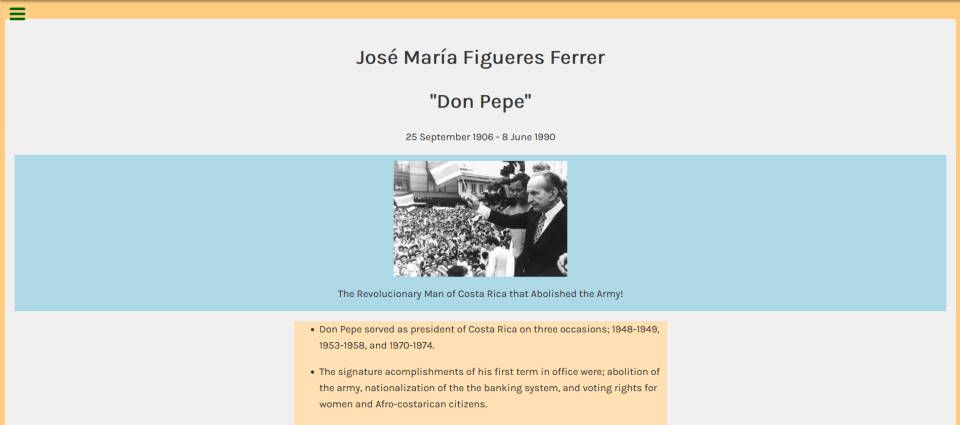 José María Figueres Ferrer
"Don Pepe"
25 September 1906 - 8 June 1990
The Revolucionary Man of Costa Rica that Abolished the Army!
• Don Pepe served as president of Costa Rica on three occasions; 1948-1949,
1953-1958, and 1970-1974.
• The signature acomplishments of his first term in office were; abolition of
the army, nationalization of the the banking system, and voting rights for
women and Afro-costarican citizens.